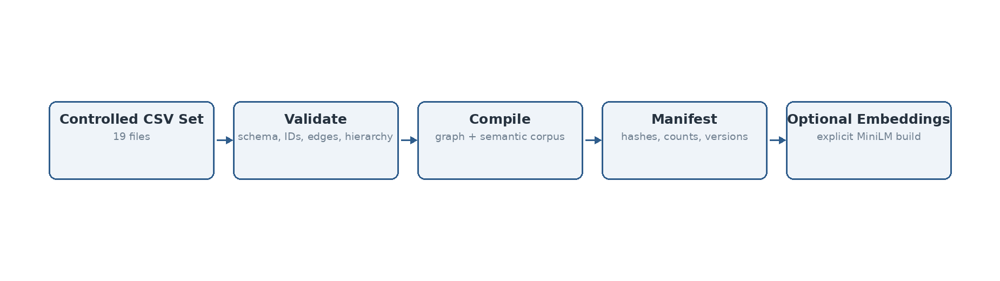 Controlled CSV Set
19 files
Validate
schema, IDs, edges, hierarchy
Compile
graph + semantic corpus
Manifest
hashes, counts, versions
Optional Embeddings
explicit MiniLM build